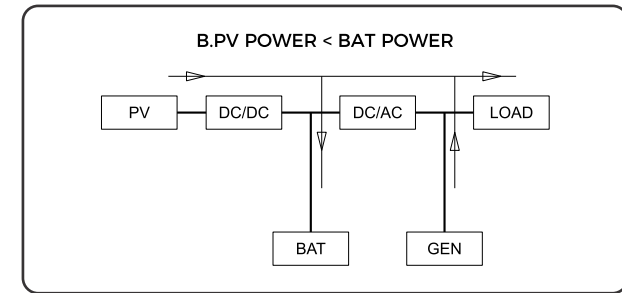 B.PV POWER < BAT POWER
PV
DC/DC
DC/AC
LOAD
BAT
GEN